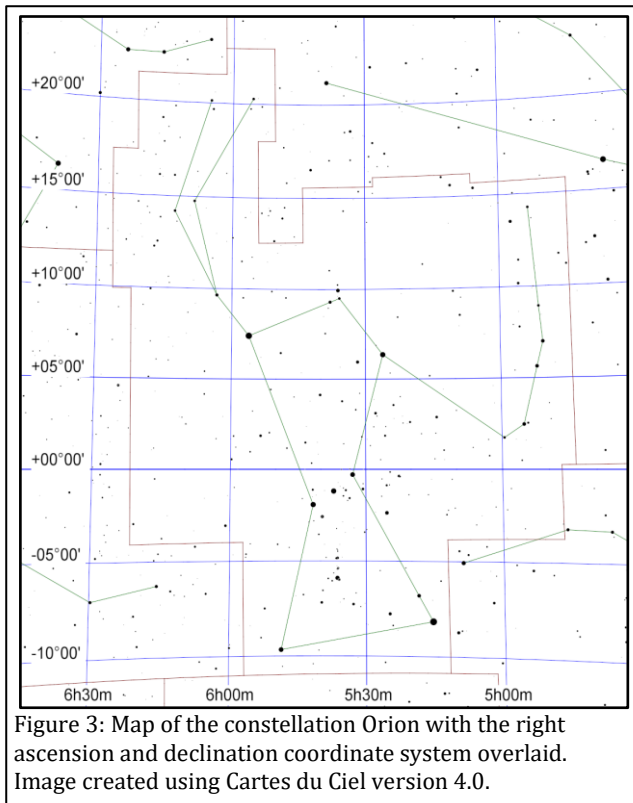 +20°00'
+15°00'
+10°00'
+05°00'
+00°00'
-05°00'
-10°00'
6h30m 6h00m 5h30m 5h00m
Figure 3: Map of the constellation Orion with the right
ascension and declination coordinate system overlaid.
Image created using Cartes du Ciel version 4.0.